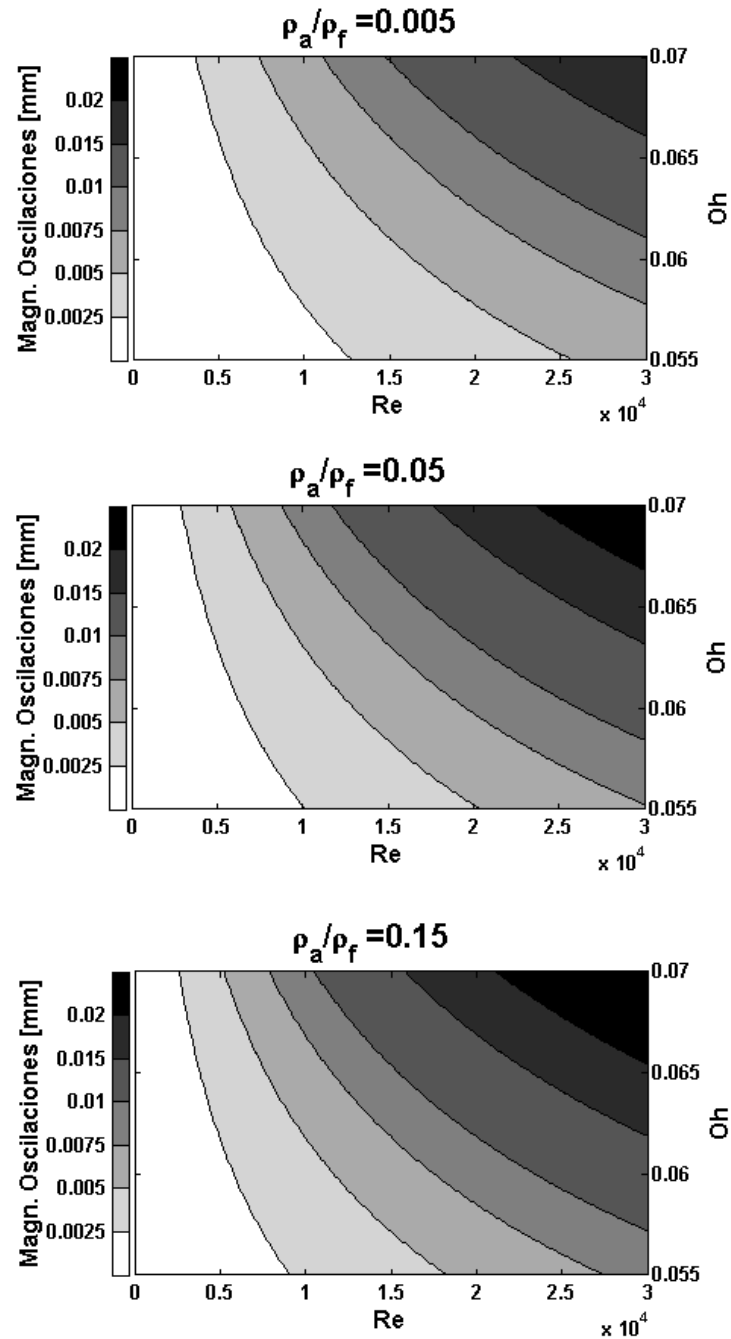 ρa/ρf =0.005
Magn. Oscilaciones [mm]
0.02
0.015
0.01
0.0075
0.005
0.0025
0.07
0.065
0.06
0.055
Oh
0 0.5 1 1.5 2 2.5 3
Re
x 10^4
ρa/ρf =0.05
Magn. Oscilaciones [mm]
0.02
0.015
0.01
0.0075
0.005
0.0025
0.07
0.065
0.06
0.055
Oh
0 0.5 1 1.5 2 2.5 3
Re
x 10^4
ρa/ρf =0.15
Magn. Oscilaciones [mm]
0.02
0.015
0.01
0.0075
0.005
0.0025
0.07
0.065
0.06
0.055
Oh
0 0.5 1 1.5 2 2.5 3
Re
x 10^4